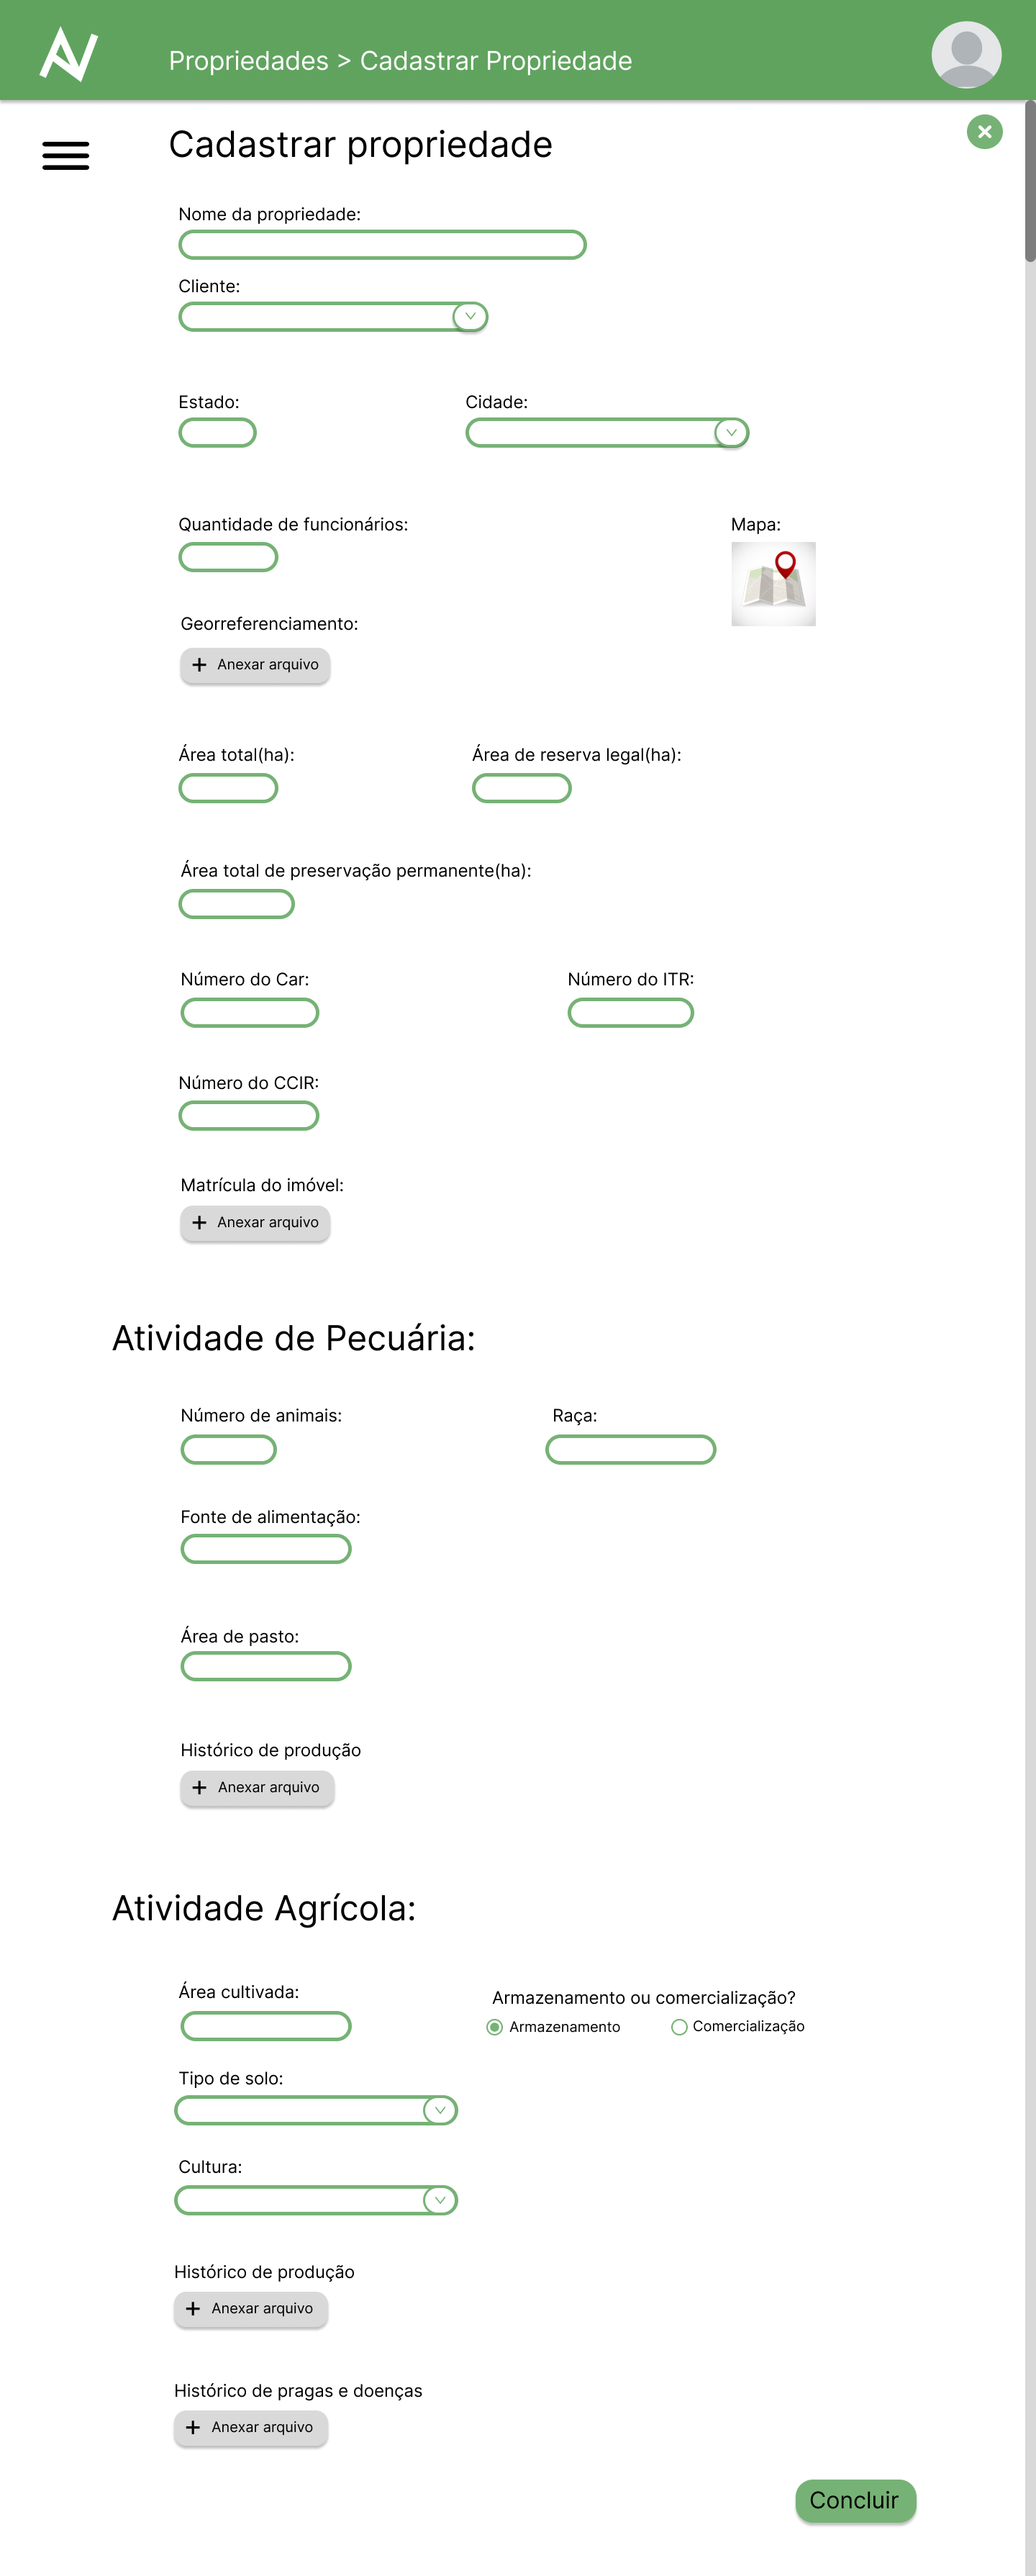 Propriedades > Cadastrar Propriedade
Cadastrar propriedade
Nome da propriedade:
Cliente:
Estado:
Cidade:
Quantidade de funcionários:
Mapa:
Georreferenciamento:
+ Anexar arquivo
Área total(ha):
Área de reserva legal(ha):
Área total de preservação permanente(ha):
Número do Car:
Número do ITR:
Número do CCIR:
Matrícula do imóvel:
+ Anexar arquivo
Atividade de Pecuária:
Número de animais:
Raça:
Fonte de alimentação:
Área de pasto:
Histórico de produção
+ Anexar arquivo
Atividade Agrícola:
Área cultivada:
Armazenamento ou comercialização?
Armazenamento
Comercialização
Tipo de solo:
Cultura:
Histórico de produção
+ Anexar arquivo
Histórico de pragas e doenças
+ Anexar arquivo
Concluir